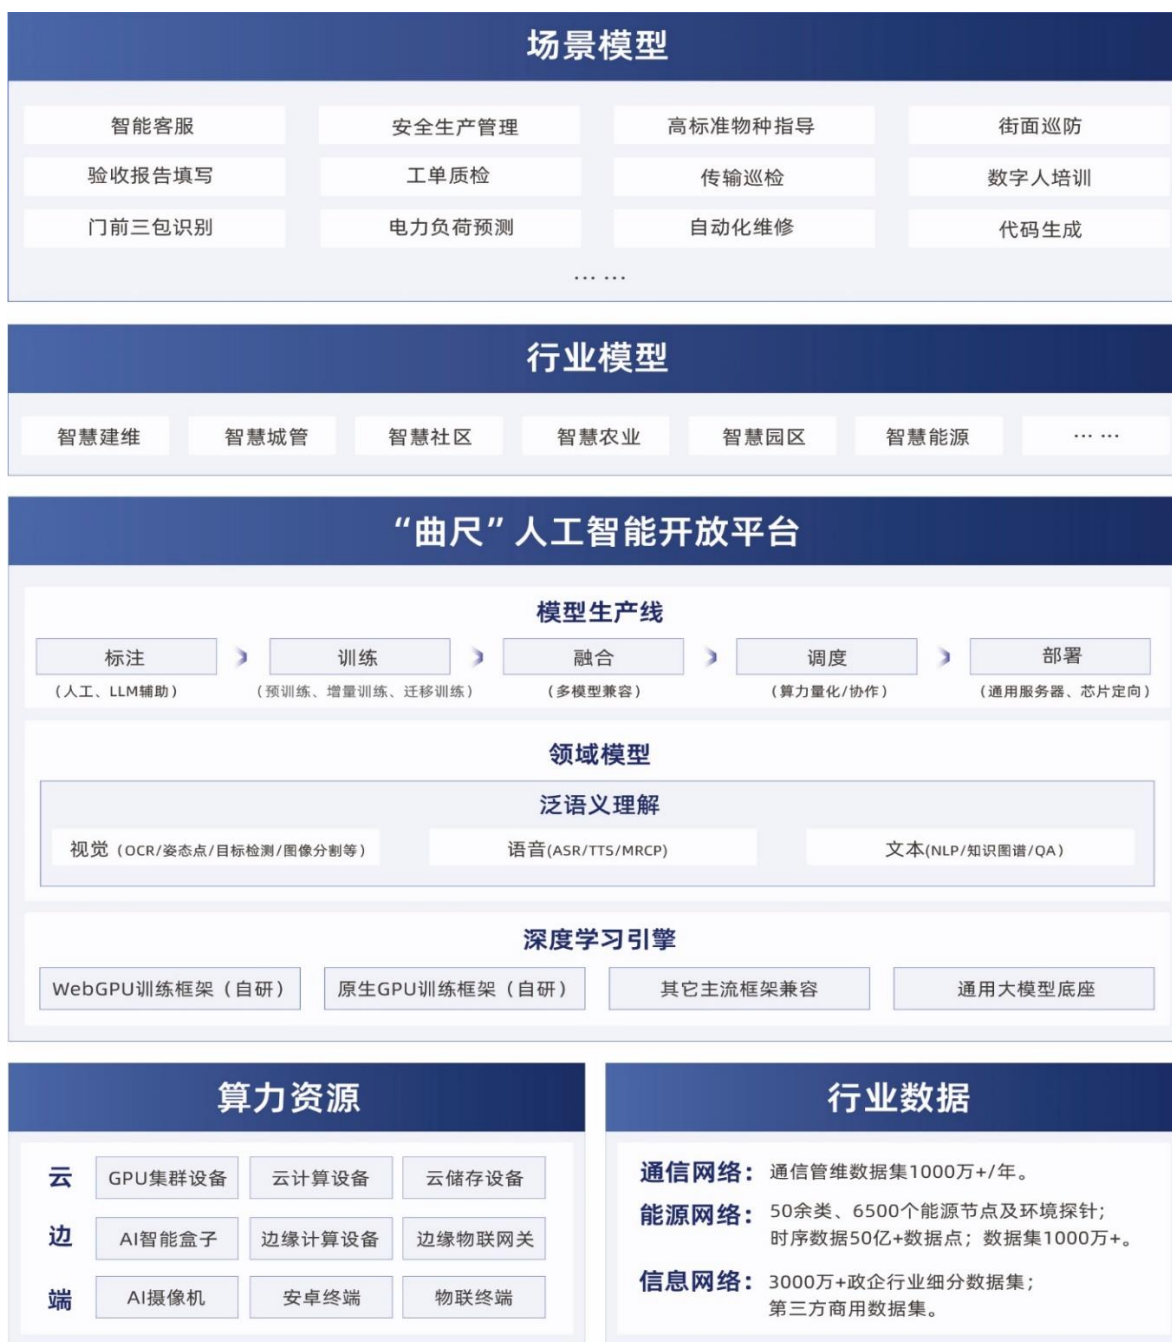 场景模型
智能客服 安全生产管理 高标准物种指导 街面巡防
验收报告填写 工单质检 传输巡检 数字人培训
门前三包识别 电力负荷预测 自动化维修 代码生成
... ...
行业模型
智慧建维 智慧城管 智慧社区 智慧农业 智慧园区 智慧能源 ... ...
“曲尺”人工智能开放平台
模型生产线
标注 训练 融合 调度 部署
(人工、LLM辅助) (预训练、增量训练、迁移训练) (多模型兼容) (算力量化/协作) (通用服务器、芯片定向)
领域模型
泛语义理解
视觉（OCR/姿态点/目标检测/图像分割等） 语音(ASR/TTS/MRCP) 文本(NLP/知识图谱/QA)
深度学习引擎
WebGPU训练框架（自研） 原生GPU训练框架（自研） 其它主流框架兼容 通用大模型底座
算力资源
云 GPU集群设备 云计算设备 云储存设备
边 AI智能盒子 边缘计算设备 边缘物联网关
端 AI摄像机 安卓终端 物联终端
行业数据
通信网络：通信管维数据集1000万+/年。
能源网络：50余类、6500个能源节点及环境探针；
时序数据50亿+数据点；数据集1000万+。
信息网络：3000万+政企行业细分数据集；
第三方商用数据集。